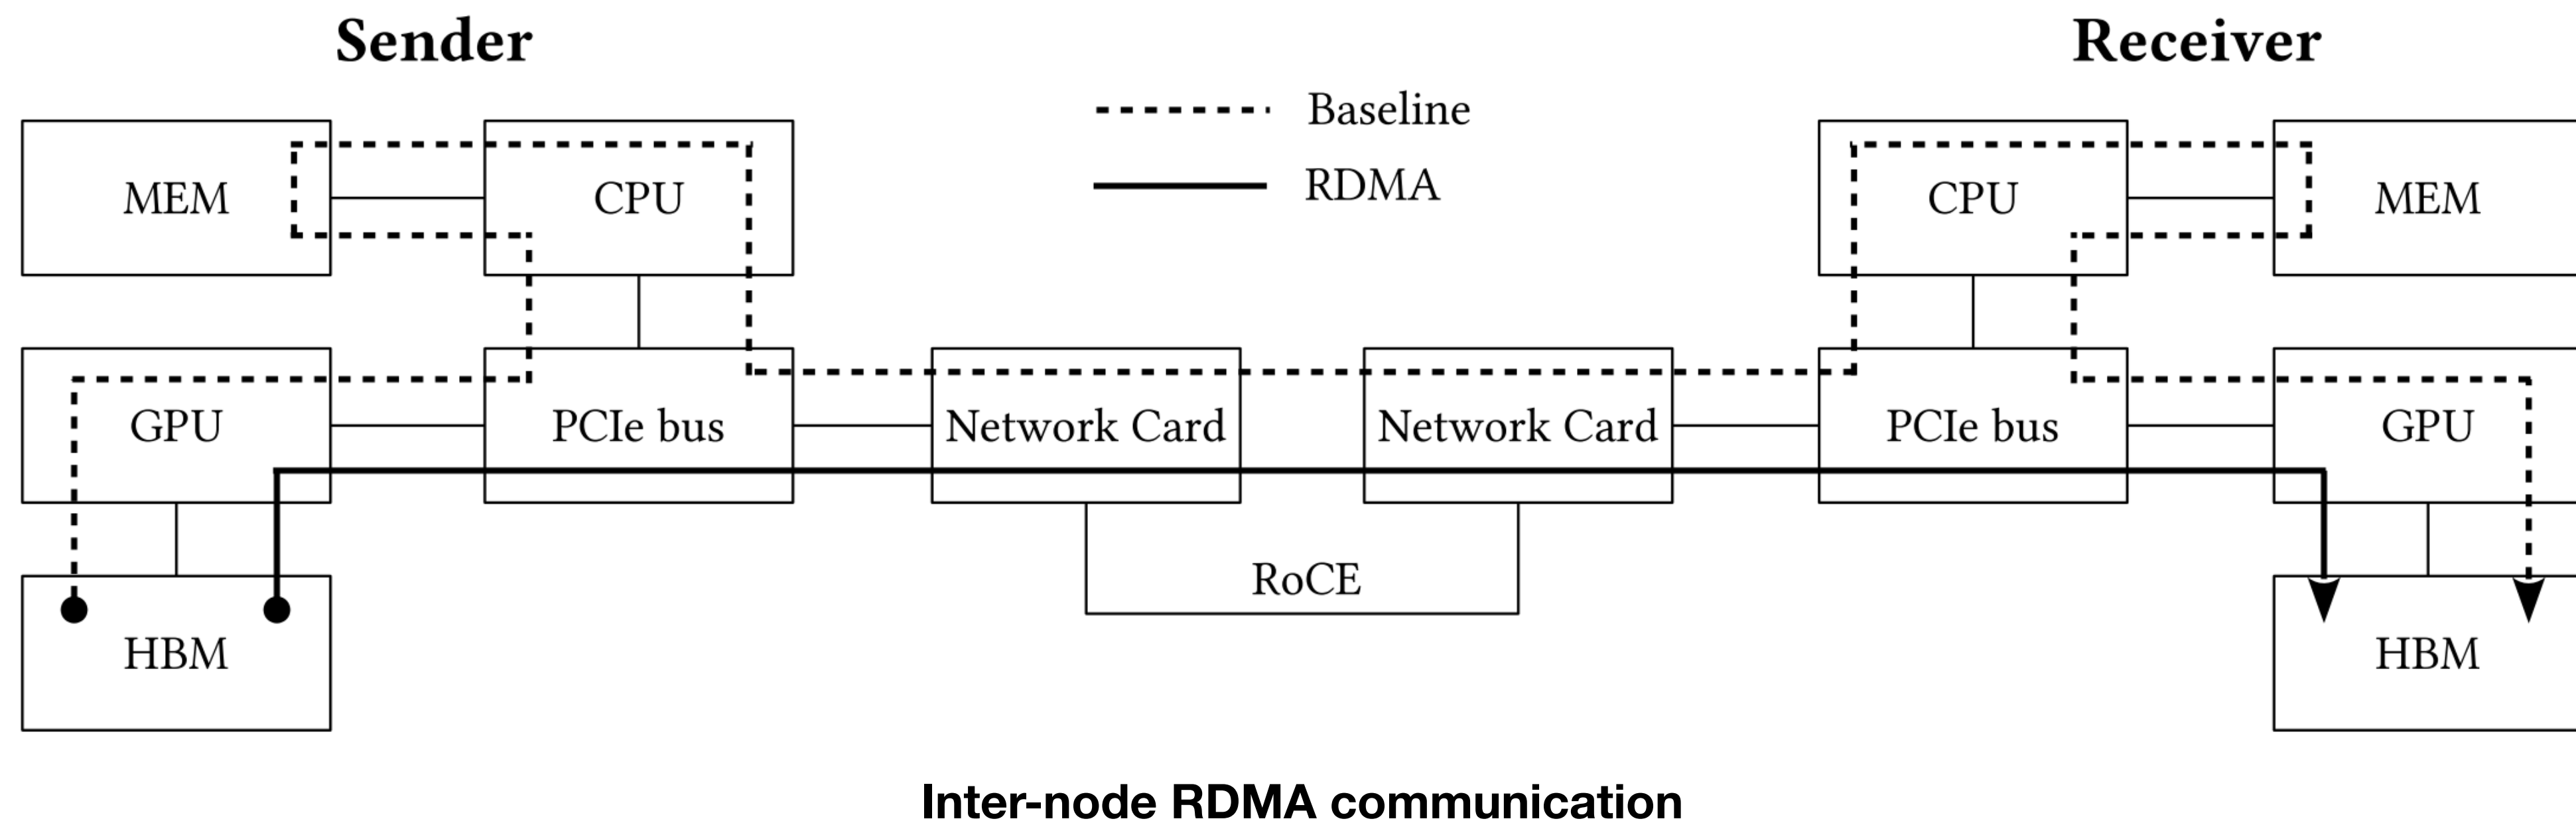 Sender
Receiver
Baseline
RDMA
MEM
CPU
CPU
MEM
GPU
PCIe bus
Network Card
Network Card
PCIe bus
GPU
RoCE
HBM
HBM
Inter-node RDMA communication